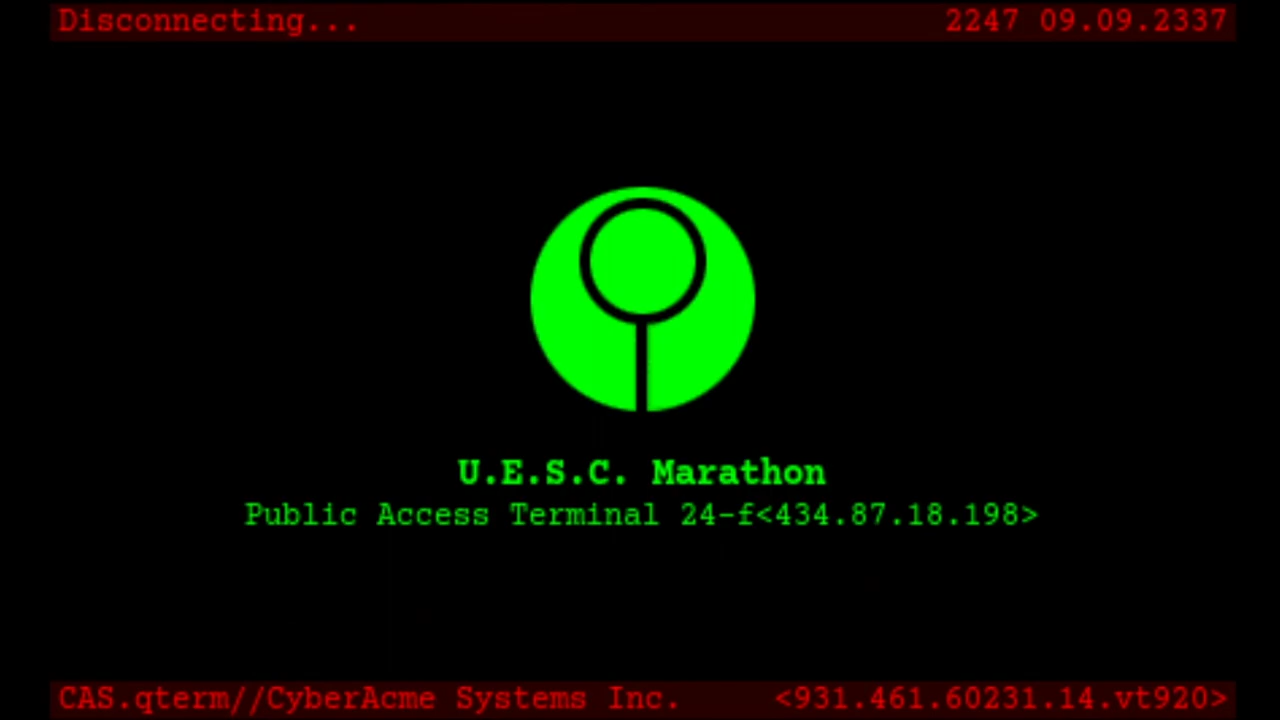 Disconnecting... 2247 09.09.2337
U.E.S.C. Marathon
Public Access Terminal 24-f<434.87.18.198>
CAS.qterm//CyberAcme Systems Inc. <931.461.60231.14.vt920>